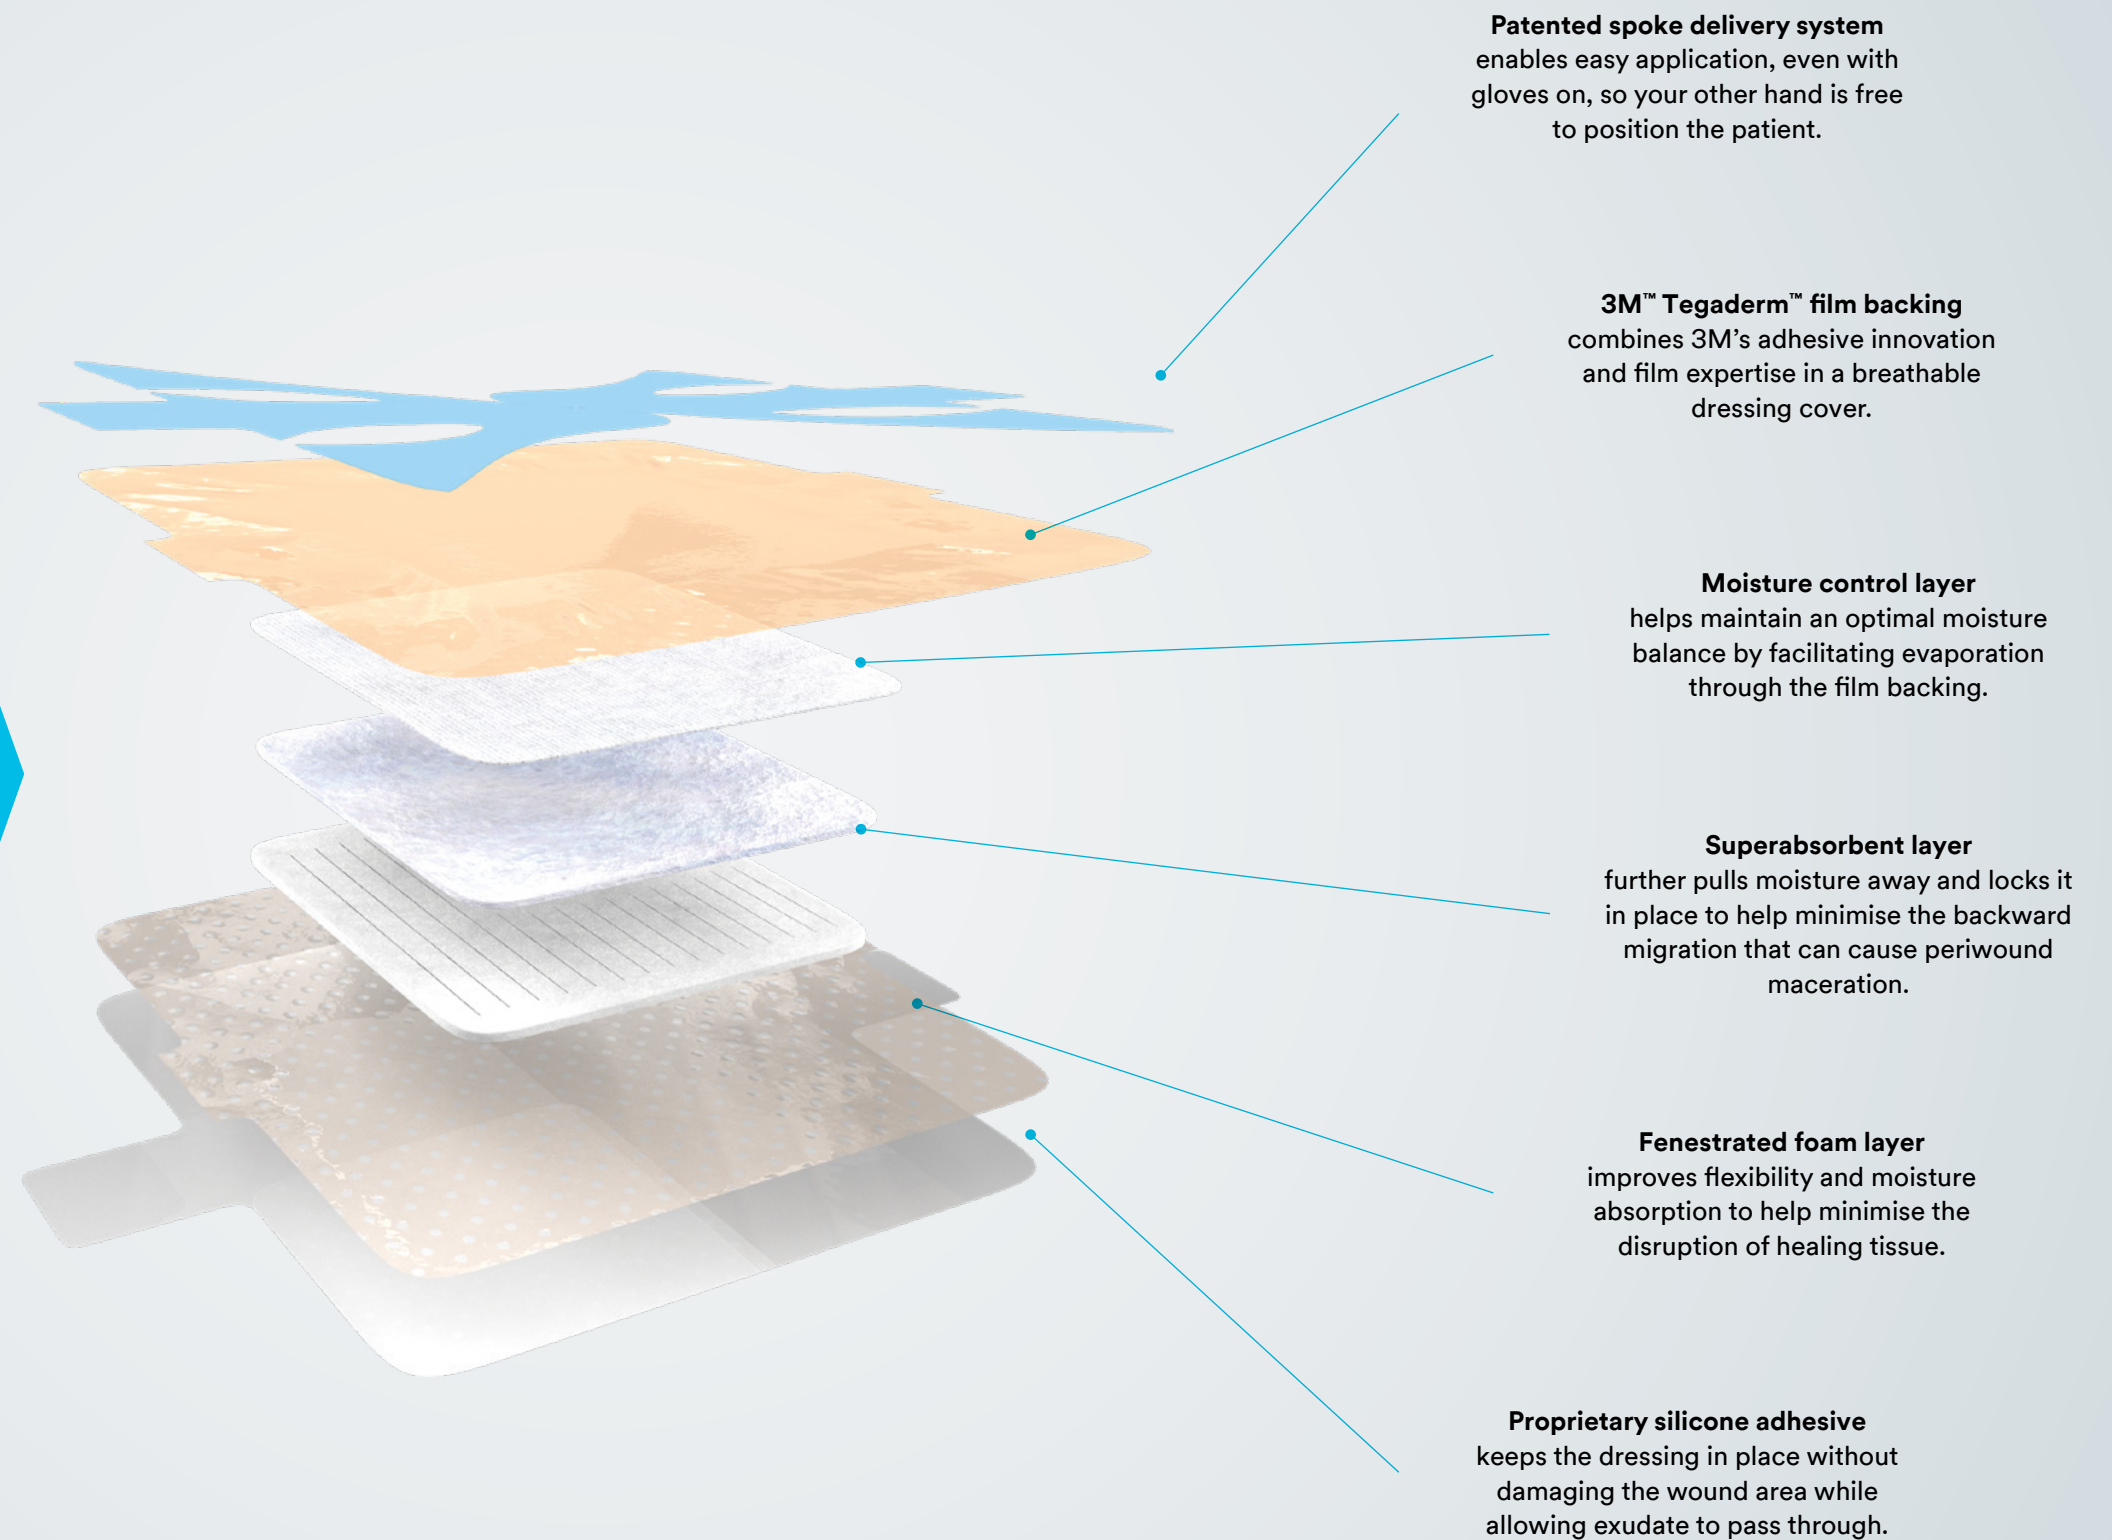 Patented spoke delivery system
enables easy application, even with
gloves on, so your other hand is free
to position the patient.
3M™ Tegaderm™ film backing
combines 3M’s adhesive innovation
and film expertise in a breathable
dressing cover.
Moisture control layer
helps maintain an optimal moisture
balance by facilitating evaporation
through the film backing.
Superabsorbent layer
further pulls moisture away and locks it
in place to help minimise the backward
migration that can cause periwound
maceration.
Fenestrated foam layer
improves flexibility and moisture
absorption to help minimise the
disruption of healing tissue.
Proprietary silicone adhesive
keeps the dressing in place without
damaging the wound area while
allowing exudate to pass through.